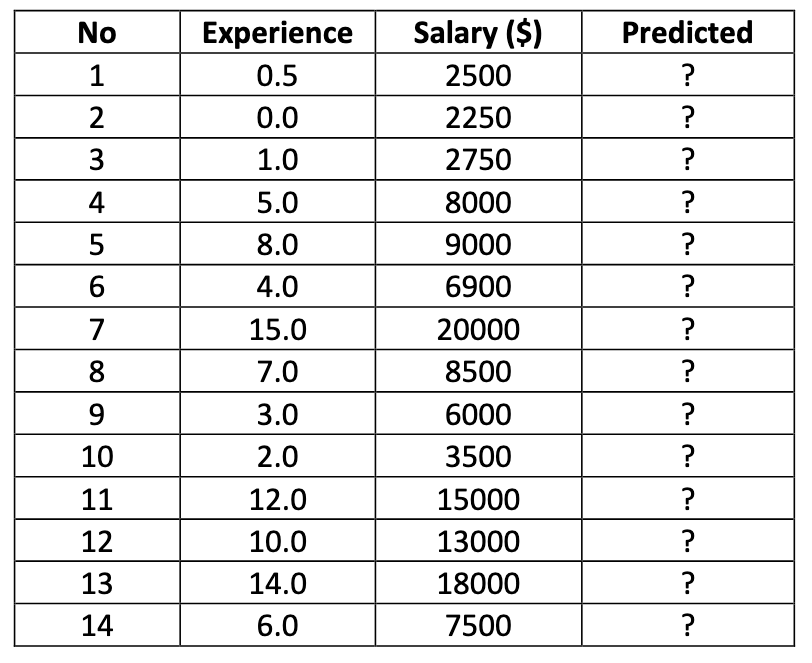 No Experience Salary ($) Predicted
1 0.5 2500 ?
2 0.0 2250 ?
3 1.0 2750 ?
4 5.0 8000 ?
5 8.0 9000 ?
6 4.0 6900 ?
7 15.0 20000 ?
8 7.0 8500 ?
9 3.0 6000 ?
10 2.0 3500 ?
11 12.0 15000 ?
12 10.0 13000 ?
13 14.0 18000 ?
14 6.0 7500 ?